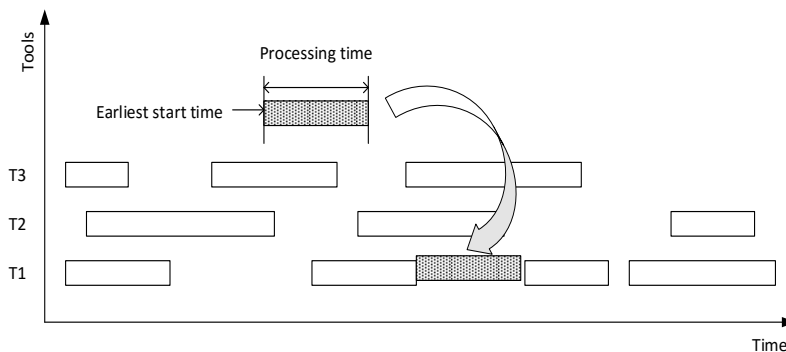 Tools
Processing time
Earliest start time
T3
T2
T1
Time